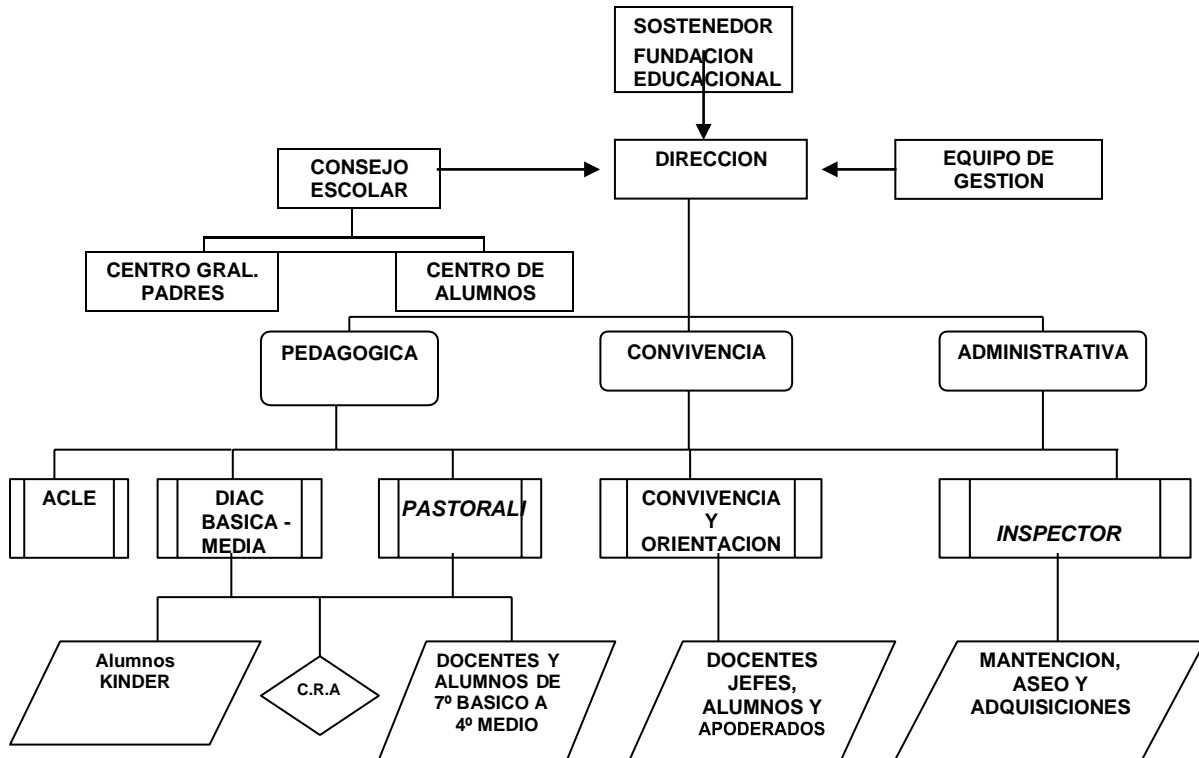 SOSTENEDOR
FUNDACION
EDUCACIONAL
CONSEJO
ESCOLAR
DIRECCION
EQUIPO DE
GESTION
CENTRO GRAL.
PADRES
CENTRO DE
ALUMNOS
PEDAGOGICA
CONVIVENCIA
ADMINISTRATIVA
ACLE
DIAC
BASICA -
MEDIA
PASTORALI
CONVIVENCIA
Y
ORIENTACION
INSPECTOR
Alumnos
KINDER
C.R.A
DOCENTES Y
ALUMNOS DE
7º BASICO A
4º MEDIO
DOCENTES
JEFES,
ALUMNOS Y
APODERADOS
MANTENCION,
ASEO Y
ADQUISICIONES